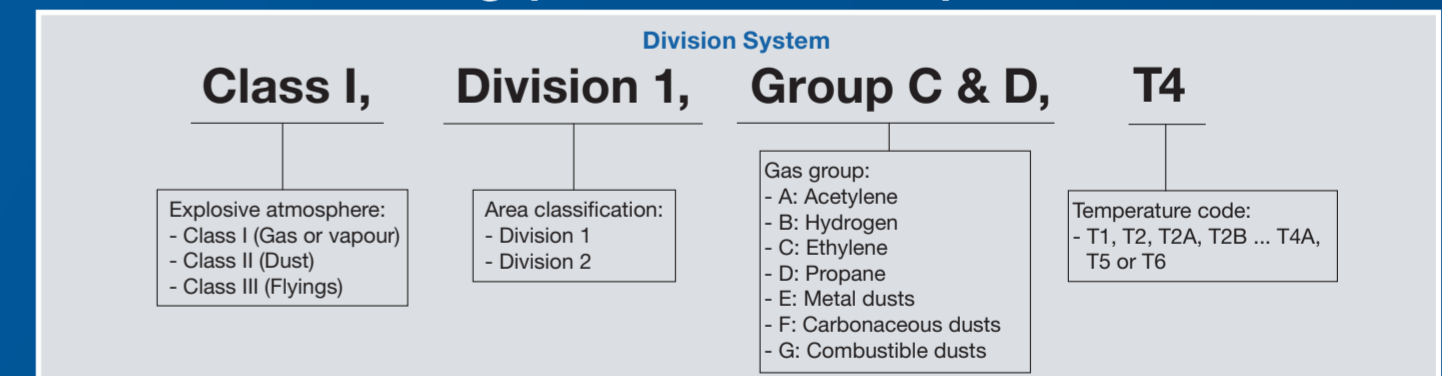 Division System
Class I, Division 1, Group C & D, T4
Explosive atmosphere:
- Class I (Gas or vapour)
- Class II (Dust)
- Class III (Flyings)
Area classification:
- Division 1
- Division 2
Gas group:
- A: Acetylene
- B: Hydrogen
- C: Ethylene
- D: Propane
- E: Metal dusts
- F: Carbonaceous dusts
- G: Combustible dusts
Temperature code:
- T1, T2, T2A, T2B ... T4A,
T5 or T6